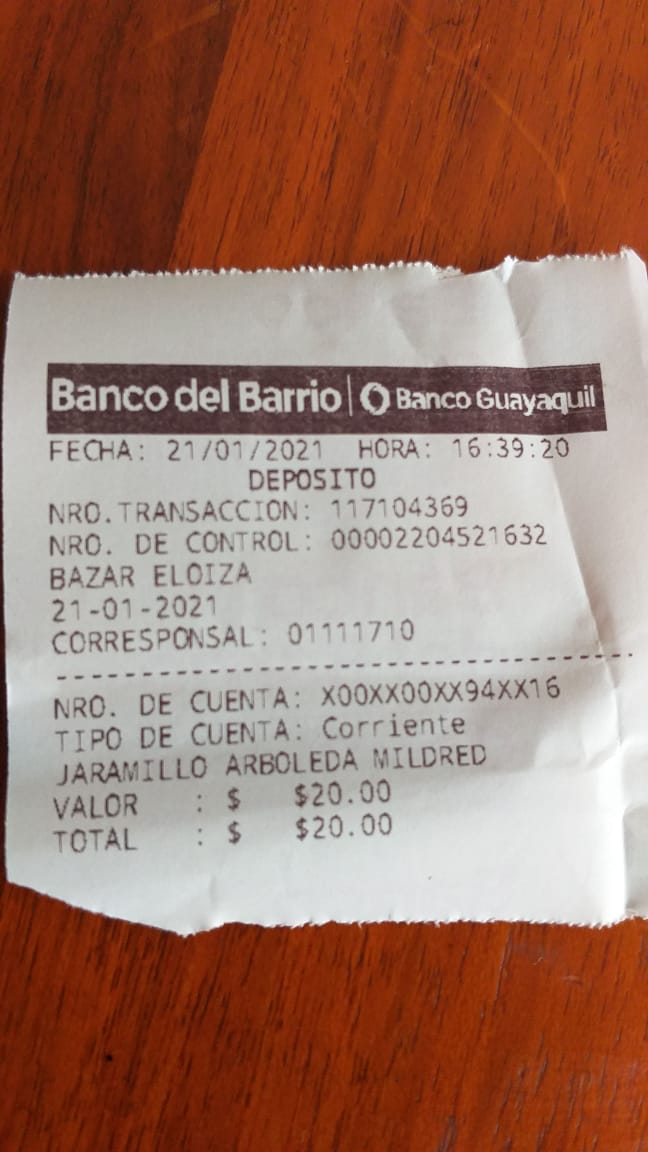 Banco del Barrio | Banco Guayaquil
FECHA: 21/01/2021 HORA: 16:39:20
DEPOSITO
NRO.TRANSACCION: 117104369
NRO. DE CONTROL: 00002204521632
BAZAR ELOIZA
21-01-2021
CORRESPONSAL: 01111710
NRO. DE CUENTA: X00XX00XX94XX16
TIPO DE CUENTA: Corriente
JARAMILLO ARBOLEDA MILDRED
VALOR : $ $20.00
TOTAL : $ $20.00